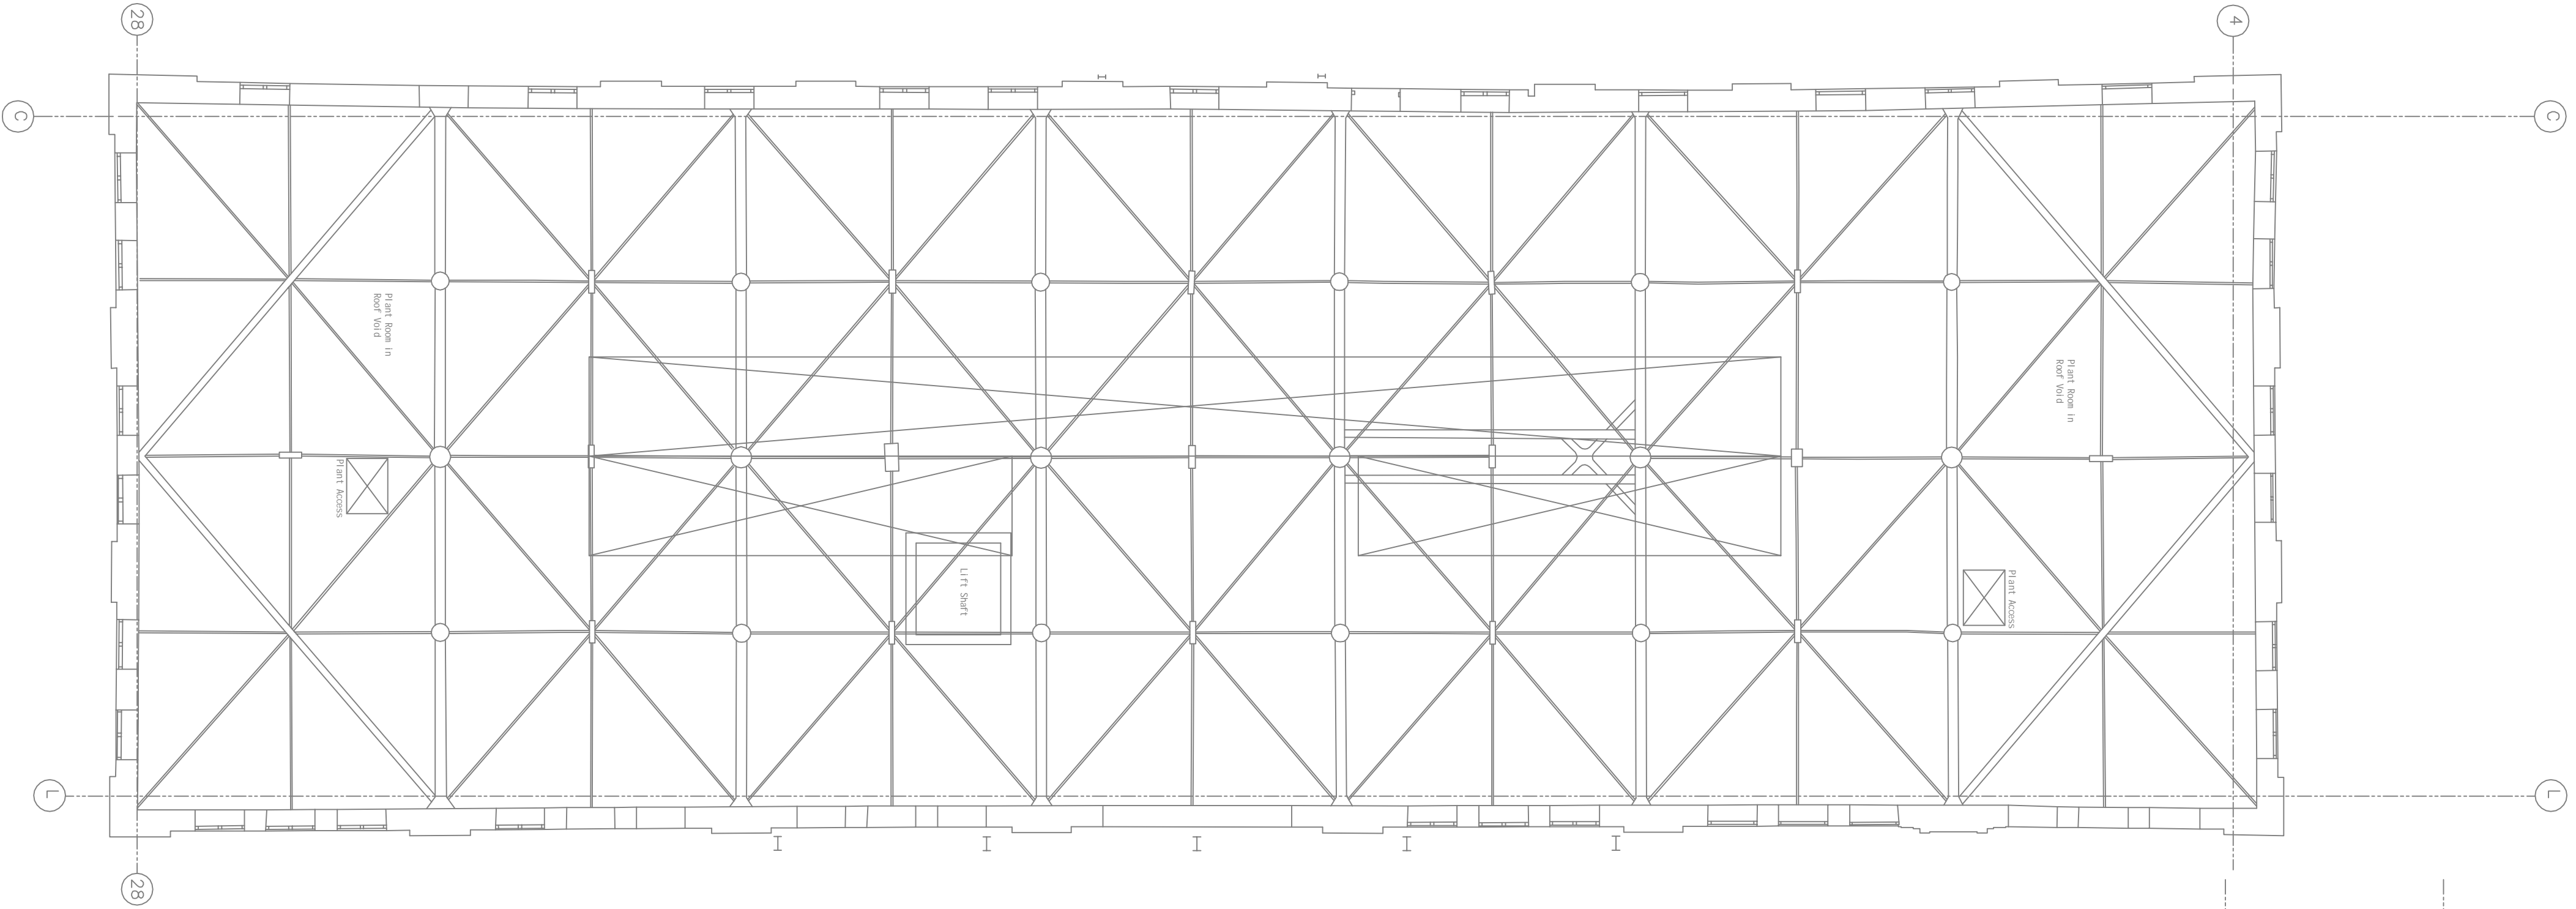 28
4
C
C
Plant Room in
Roof Void
Plant Room in
Roof Void
Plant Access
Lift Shaft
Plant Access
L
L
28